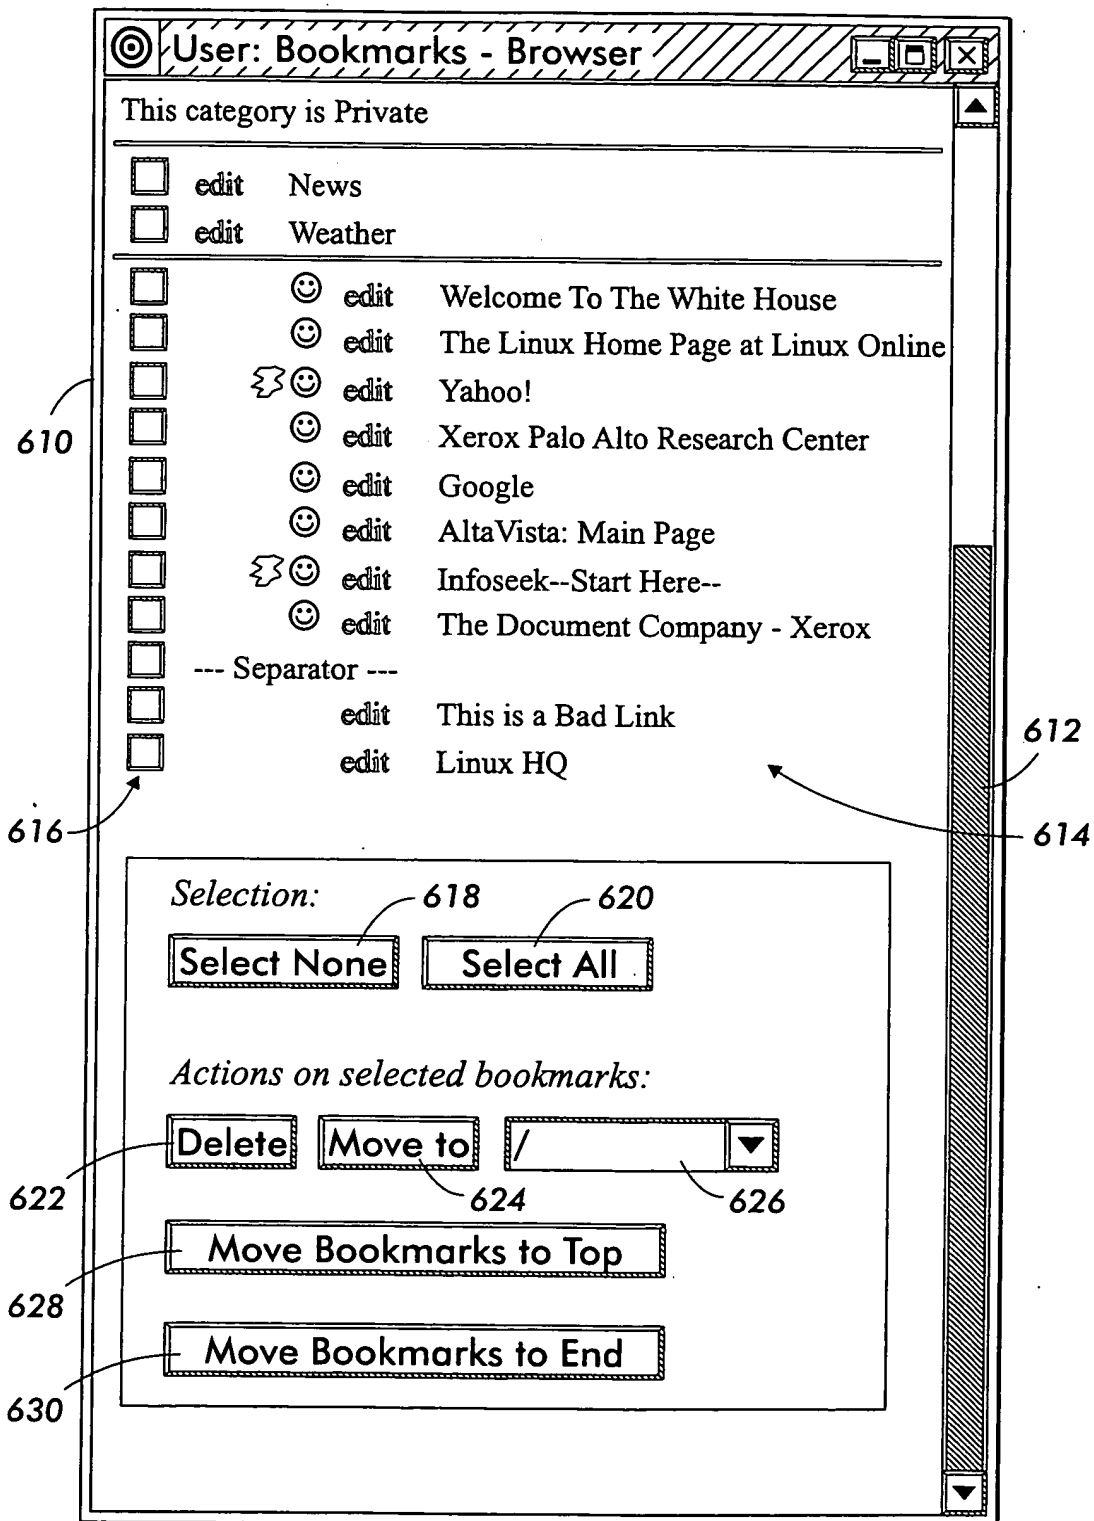 User: Bookmarks - Browser
This category is Private
edit News
edit Weather
edit Welcome To The White House
edit The Linux Home Page at Linux Online
edit Yahoo!
610
edit Xerox Palo Alto Research Center
edit Google
edit AltaVista: Main Page
edit Infoseek--Start Here--
edit The Document Company - Xerox
--- Separator ---
edit This is a Bad Link
612
edit Linux HQ
616
614
Selection:
618
620
Select None Select All
Actions on selected bookmarks:
Delete Move to /
622
624
626
Move Bookmarks to Top
628
Move Bookmarks to End
630